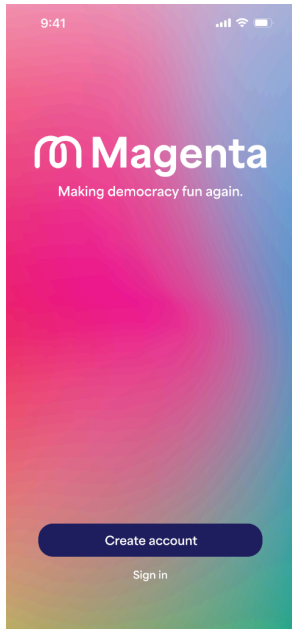 9:41
Magenta
Making democracy fun again.
Create account
Sign in